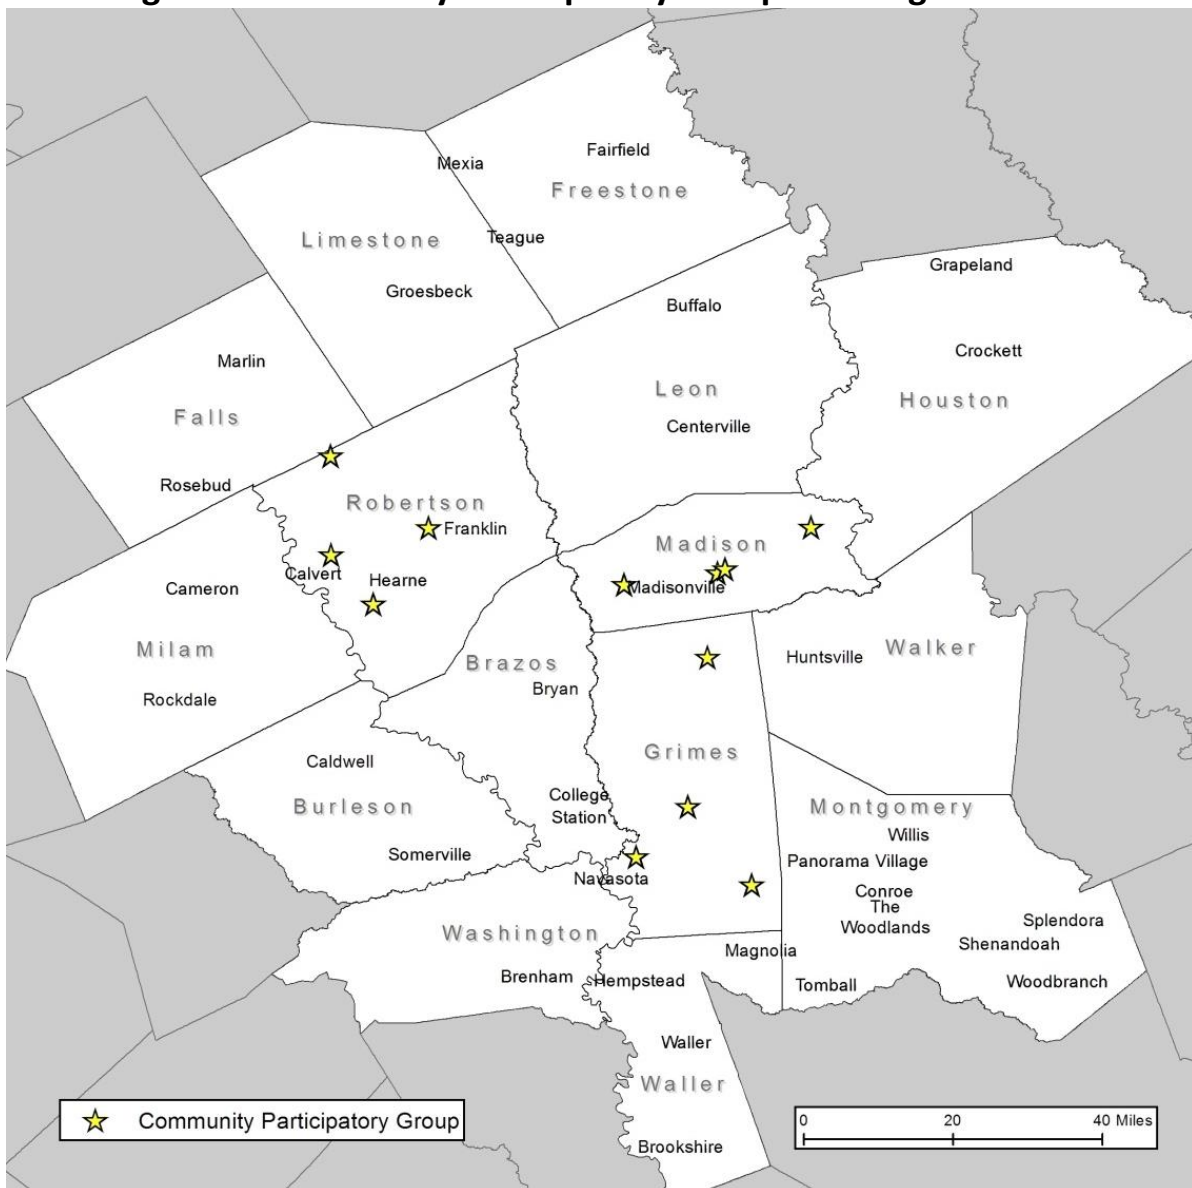 Mexia
Fairfield
Freestone
Limestone
Teague
Grapeland
Groesbeck
Buffalo
Crockett
Marlin
Leon
Houston
Falls
Centerville
Rosebud
Robertson
Franklin
Madison
Calvert
Hearne
Cameron
Madisonville
Milam
Walker
Huntsville
Brazos
Bryan
Rockdale
Grimes
Caldwell
Burleson
College
Station
Montgomery
Willis
Somerville
Panorama Village
Navasota
Conroe
The
Woodlands
Splendora
Washington
Shenandoah
Magnolia
Brenham
Hempstead
Tomball
Woodbranch
Waller
Waller
Brookshire
Community Participatory Group
0 20 40 Miles